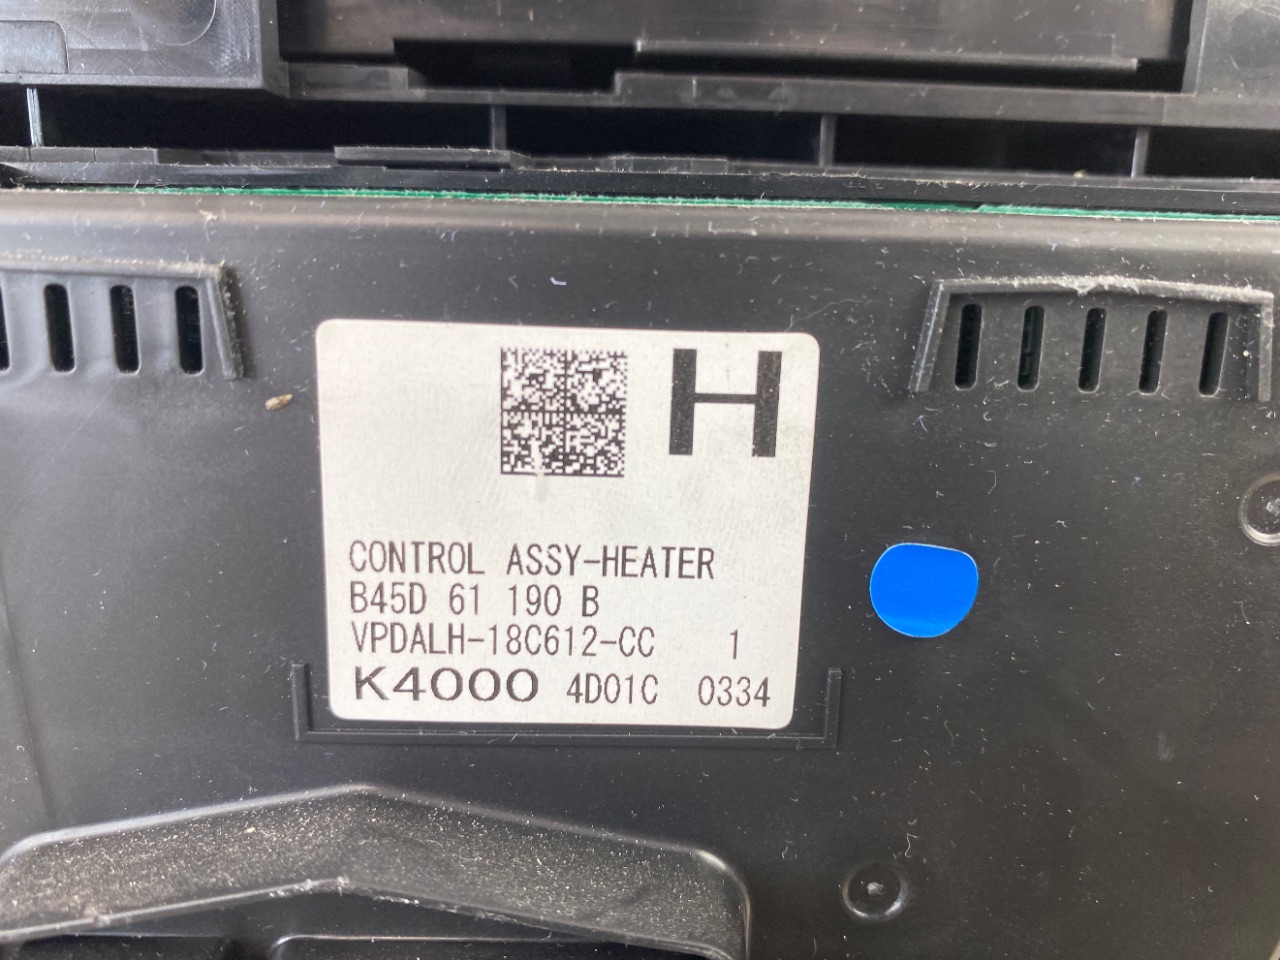 H
CONTROL ASSY-HEATER
B45D 61 190 B
VPDALH-18C612-CC 1
K4000 4D01C 0334